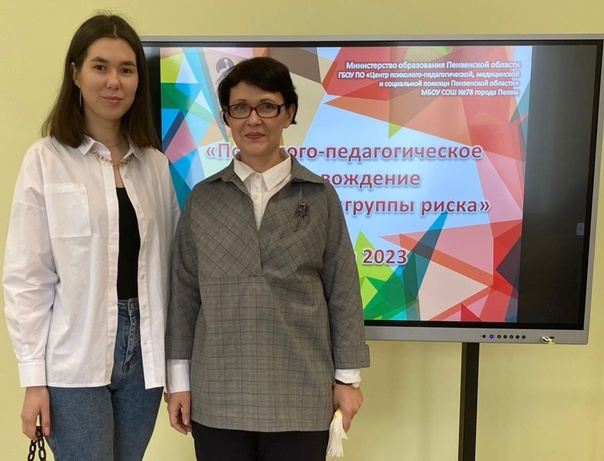 Министерство образования Пензенской области
ГБОУ ПО «Центр психолого-педагогической, медицинской
и социальной помощи Пензенской области»
МБОУ СОШ №78 города Пензы
-педагогическое
группы риска»
2023